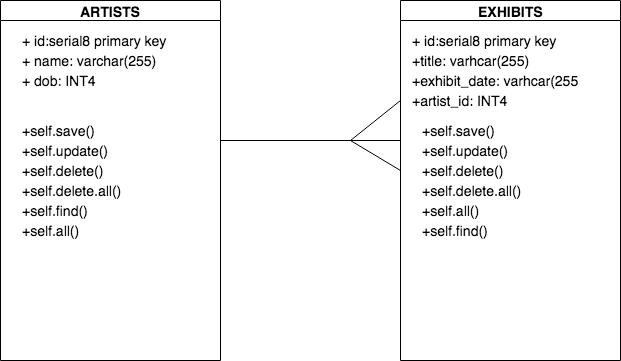 ARTISTS
+ id:serial8 primary key
+ name: varchar(255)
+ dob: INT4
+self.save()
+self.update()
+self.delete()
+self.delete.all()
+self.find()
+self.all()
EXHIBITS
+ id:serial8 primary key
+title: varhcar(255)
+exhibit_date: varhcar(255
+artist_id: INT4
+self.save()
+self.update()
+self.delete()
+self.delete.all()
+self.all()
+self.find()